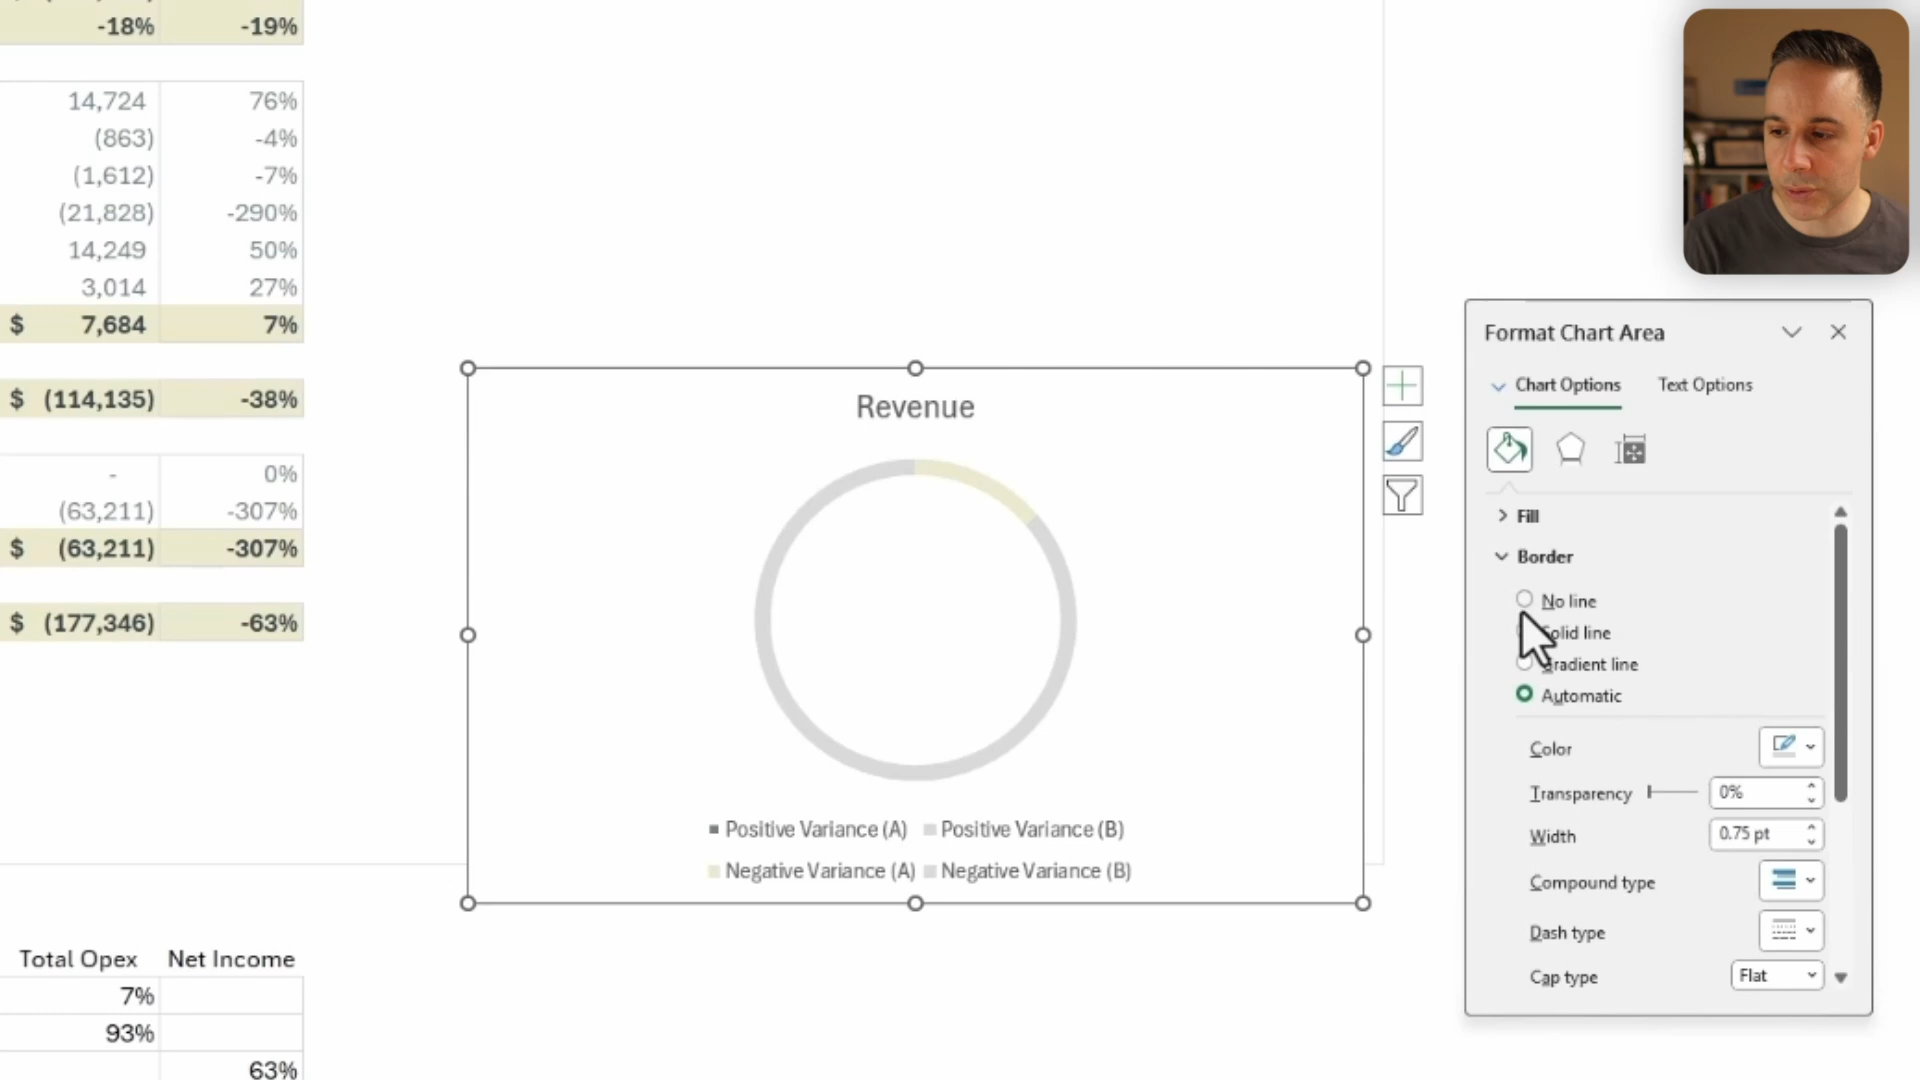 -18% -19%
14,724 76%
(863) -4%
(1,612) -7%
(21,828) -290%
14,249 50%
3,014 27%
$ 7,684 7%
$ (114,135) -38%
- 0%
(63,211) -307%
$ (63,211) -307%
$ (177,346) -63%
Total Opex Net Income
7%
93%
63%
Revenue
Positive Variance (A) Positive Variance (B)
Negative Variance (A) Negative Variance (B)
Format Chart Area
Chart Options Text Options
Fill
Border
No line
Solid line
Gradient line
Automatic
Color
Transparency 0%
Width 0.75 pt
Compound type
Dash type
Cap type Flat